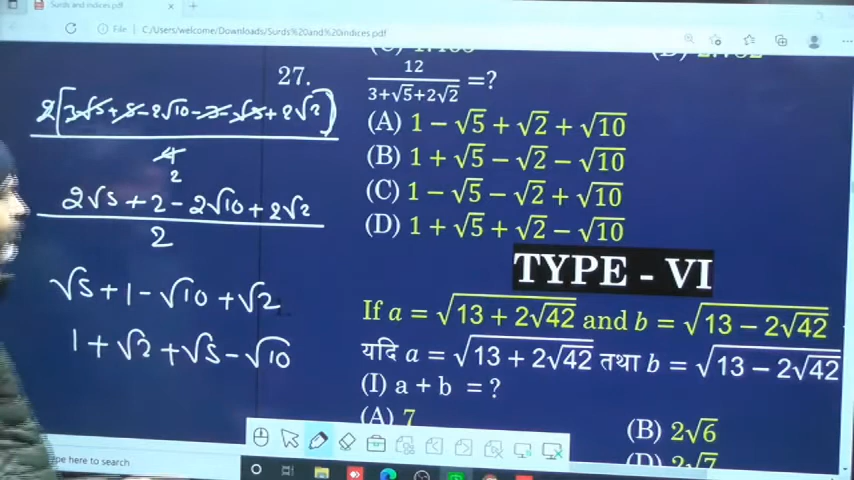 Surds and indices.pdf
File | C:/Users/welcome/Downloads/Surds%20and%20indices.pdf
27.
12 / 3+√5+2√2 =?
(A) 1 − √5 + √2 + √10
(B) 1 + √5 − √2 − √10
(C) 1 − √5 − √2 + √10
(D) 1 + √5 + √2 − √10
2√5 + 2 − 2√10 + 2√2
2
√5 + 1 − √10 + √2
1 + √2 + √5 − √10
TYPE - VI
If a = √(13 + 2√42) and b = √(13 − 2√42)
यदि a = √(13 + 2√42) तथा b = √(13 − 2√42)
(I) a + b = ?
(A) 7
(B) 2√6
(D) 2√7
pe here to search